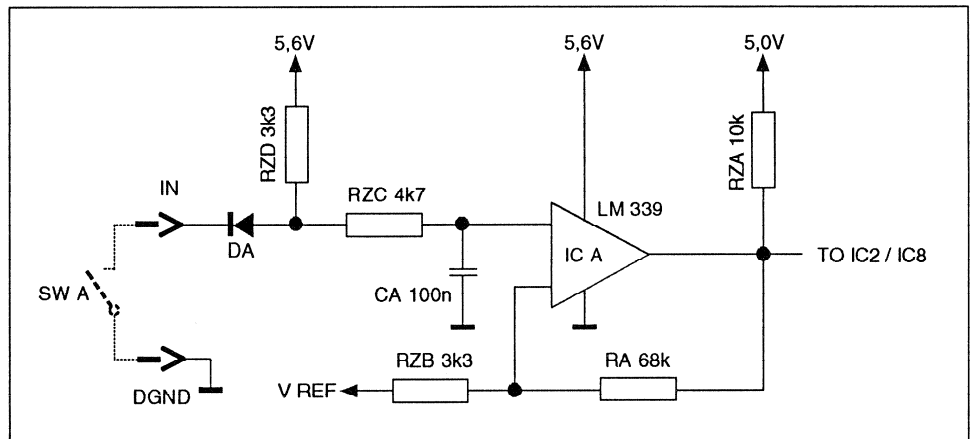 5,6V
5,6V
5,0V
RZD 3k3
RZA 10k
IN
RZC 4k7
LM 339
DA
IC A
TO IC2 / IC8
SW A
CA 100n
RZB 3k3
RA 68k
DGND
V REF